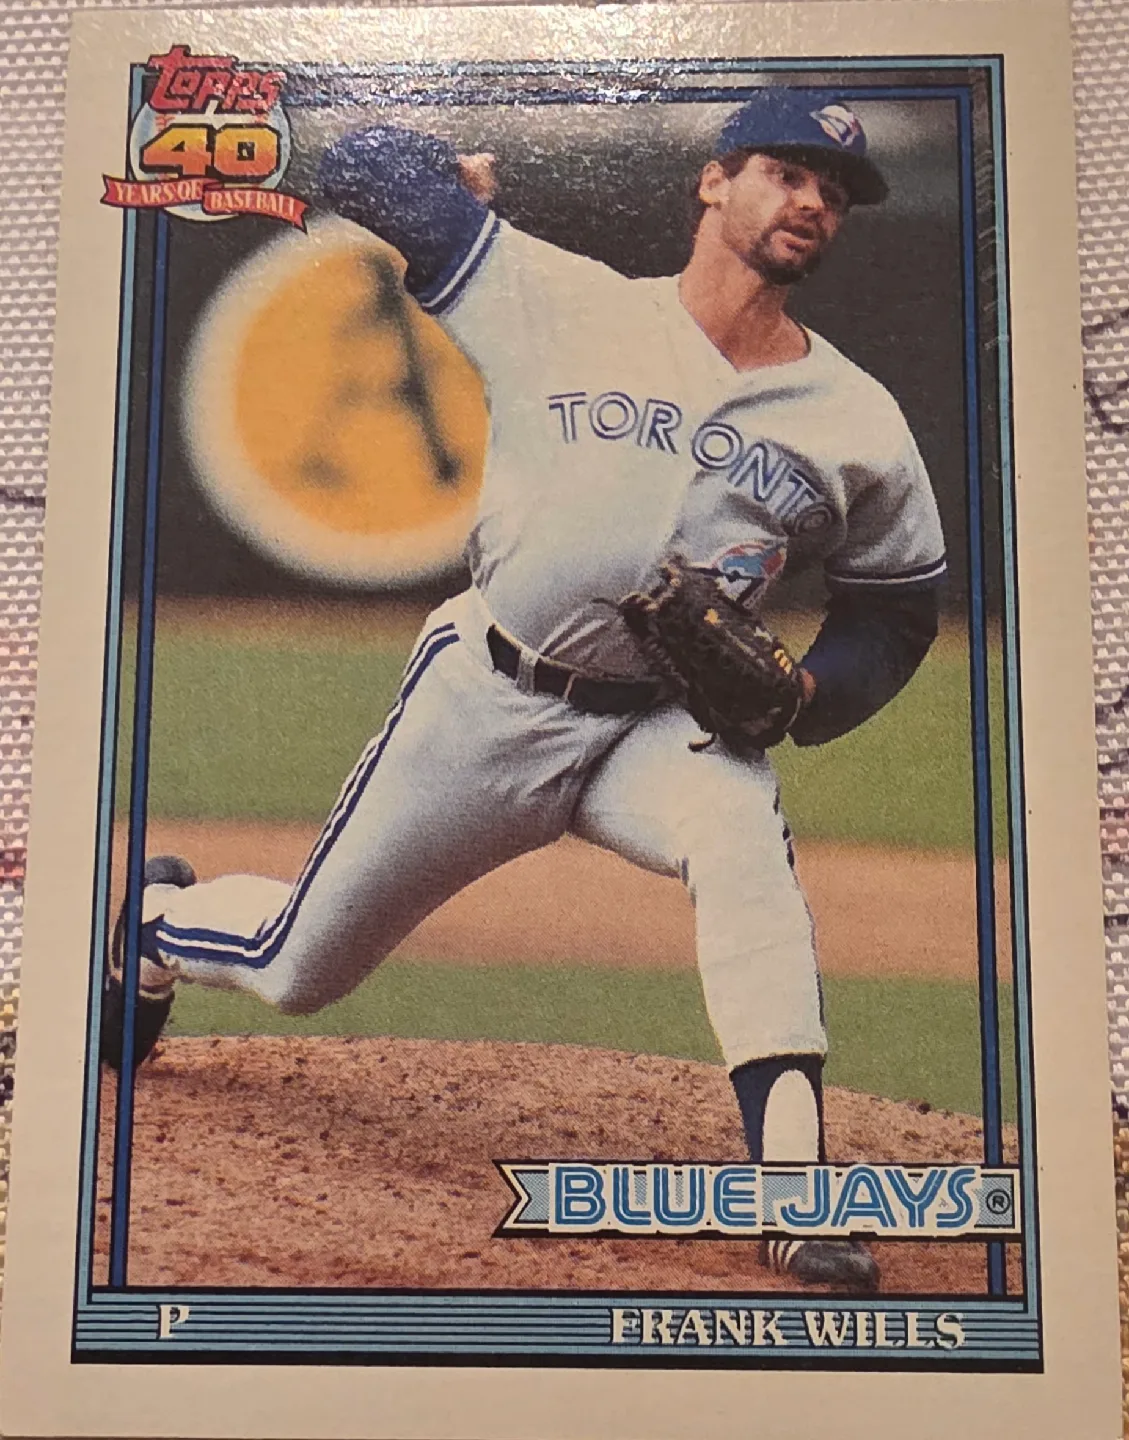 TOPPS
40
YEARS OF BASEBALL
TORONTO
BLUE JAYS ®
P FRANK WILLS